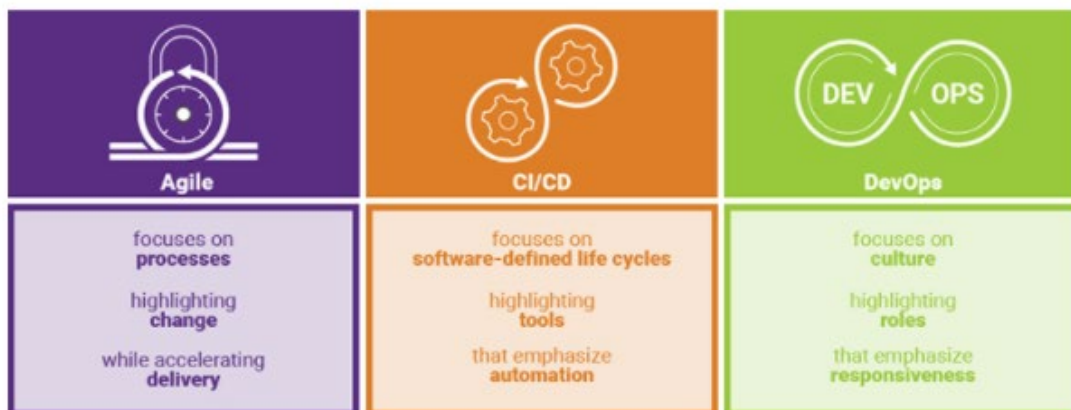 Agile
focuses on
processes
highlighting
change
while accelerating
delivery
CI/CD
focuses on
software-defined life cycles
highlighting
tools
that emphasize
automation
DEV OPS
DevOps
focuses on
culture
highlighting
roles
that emphasize
responsiveness